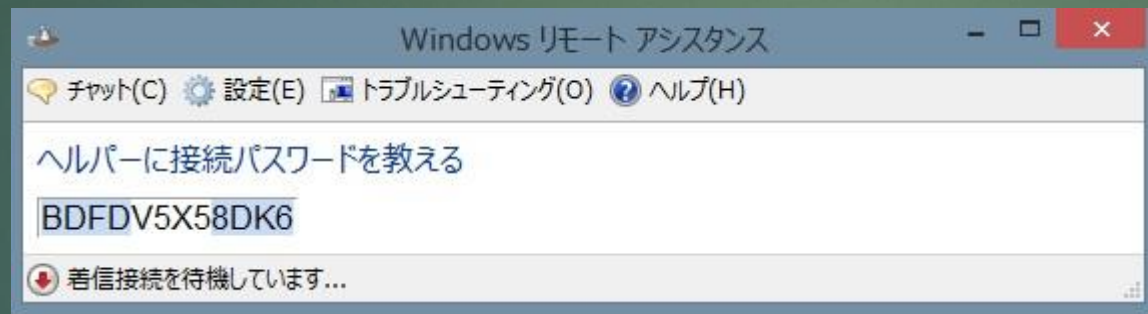 Windows リモート アシスタンス
チャット(C) 設定(E) トラブルシューティング(O) ヘルプ(H)
ヘルパーに接続パスワードを教える
BDFDV5X58DK6
着信接続を待機しています...